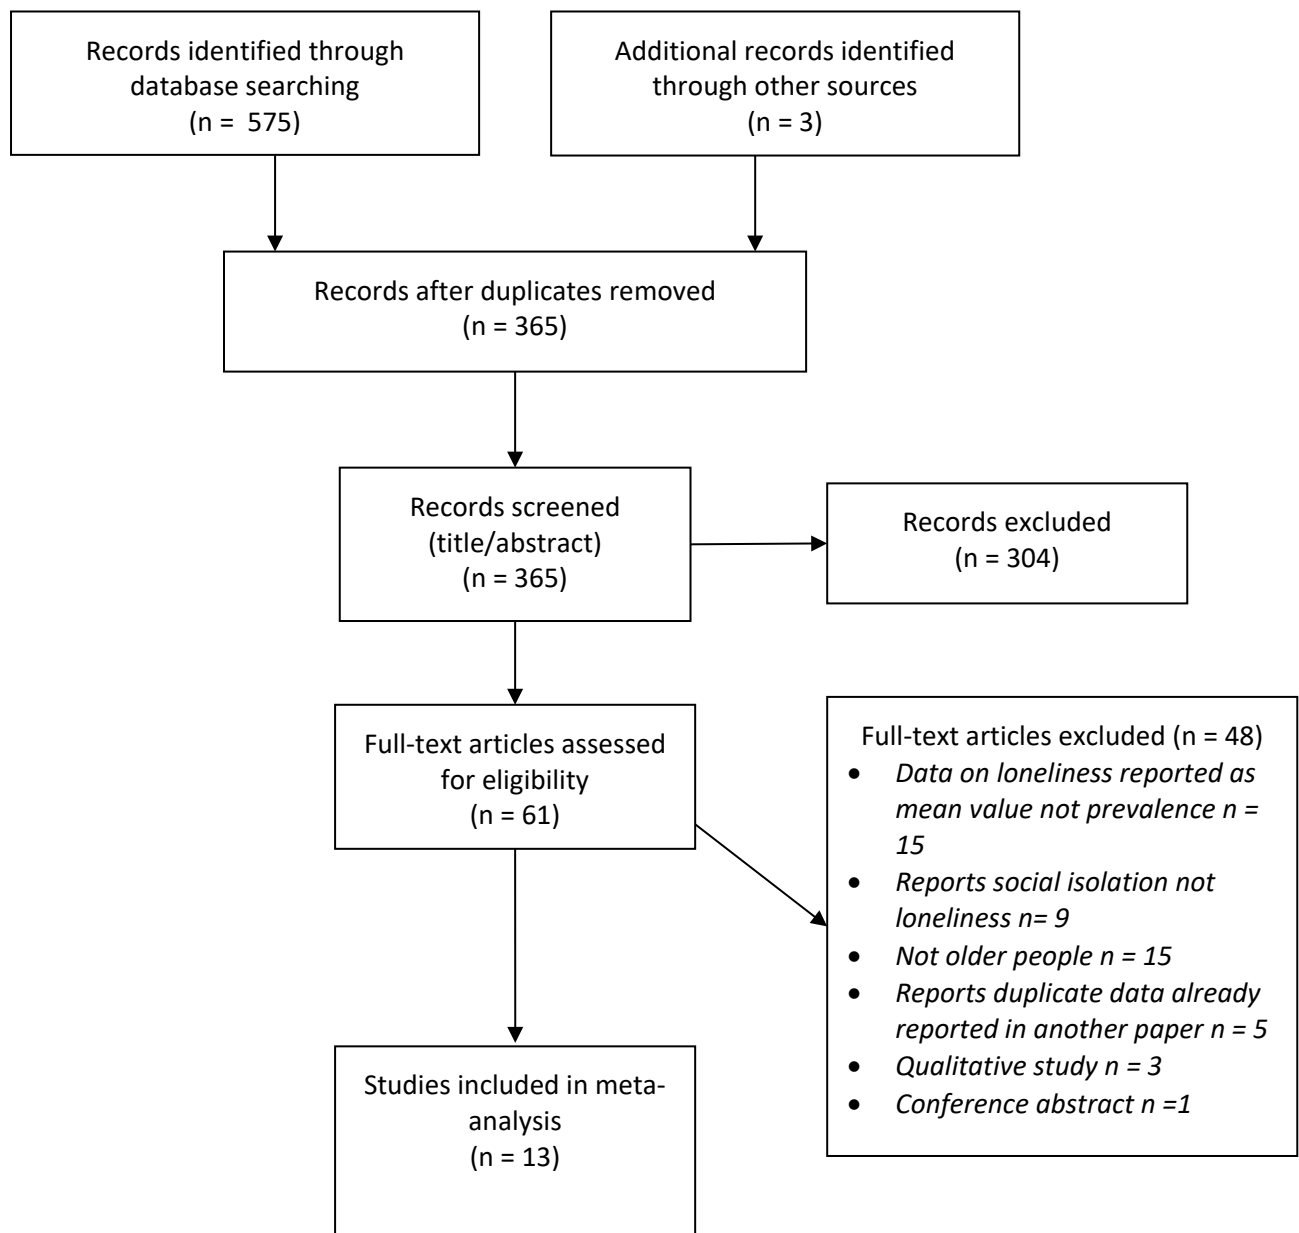 Records identified through
database searching
(n =  575)
Additional records identified
through other sources
(n = 3)
Records after duplicates removed
(n = 365)
Records screened
(title/abstract)
(n = 365)
Records excluded
(n = 304)
Full-text articles assessed
for eligibility
(n = 61)
Full-text articles excluded (n = 48)
• Data on loneliness reported as
mean value not prevalence n =
15
• Reports social isolation not
loneliness n= 9
• Not older people n = 15
• Reports duplicate data already
reported in another paper n = 5
• Qualitative study n = 3
• Conference abstract n =1
Studies included in meta-
analysis
(n = 13)